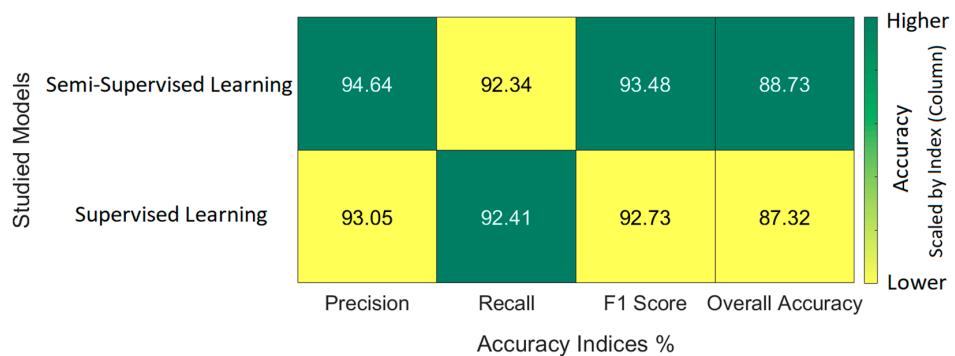 Studied Models
Semi-Supervised Learning
94.64 92.34 93.48 88.73
Supervised Learning
93.05 92.41 92.73 87.32
Precision Recall F1 Score Overall Accuracy
Accuracy Indices %
Higher
Accuracy
Scaled by Index (Column)
Lower